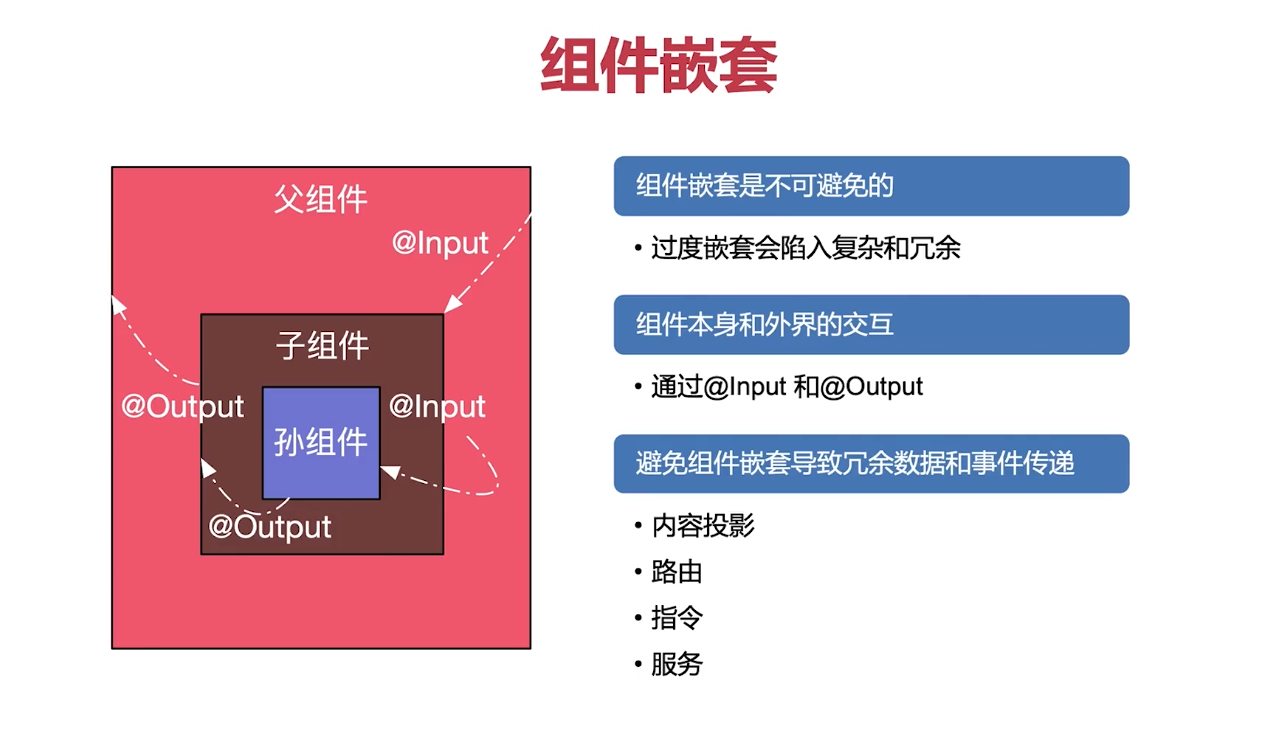 组件嵌套
父组件
@Input
子组件
@Output
@Input
孙组件
@Output
组件嵌套是不可避免的
• 过度嵌套会陷入复杂和冗余
组件本身和外界的交互
• 通过@Input 和@Output
避免组件嵌套导致冗余数据和事件传递
• 内容投影
• 路由
• 指令
• 服务